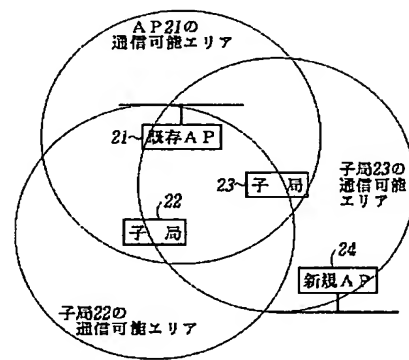 AP21の
通信可能エリア
21
既存AP
子局23の
通信可能
エリア
23
子 局
22
子 局
24
新規AP
子局22の
通信可能エリア